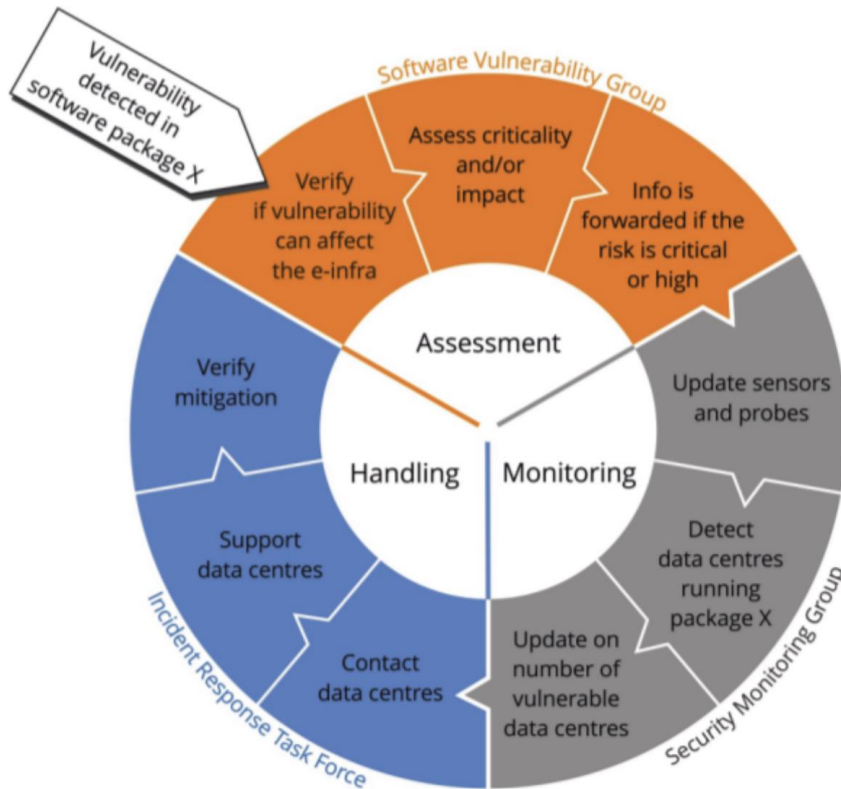 Vulnerability
detected in
software package X
Software Vulnerability Group
Verify
if vulnerability
can affect
the e-infra
Assess criticality
and/or
impact
Info is
forwarded if the
risk is critical
or high
Assessment
Update sensors
and probes
Detect
data centres
running
package X
Update on
number of
vulnerable
data centres
Monitoring
Security Monitoring Group
Contact
data centres
Support
data centres
Verify
mitigation
Handling
Incident Response Task Force